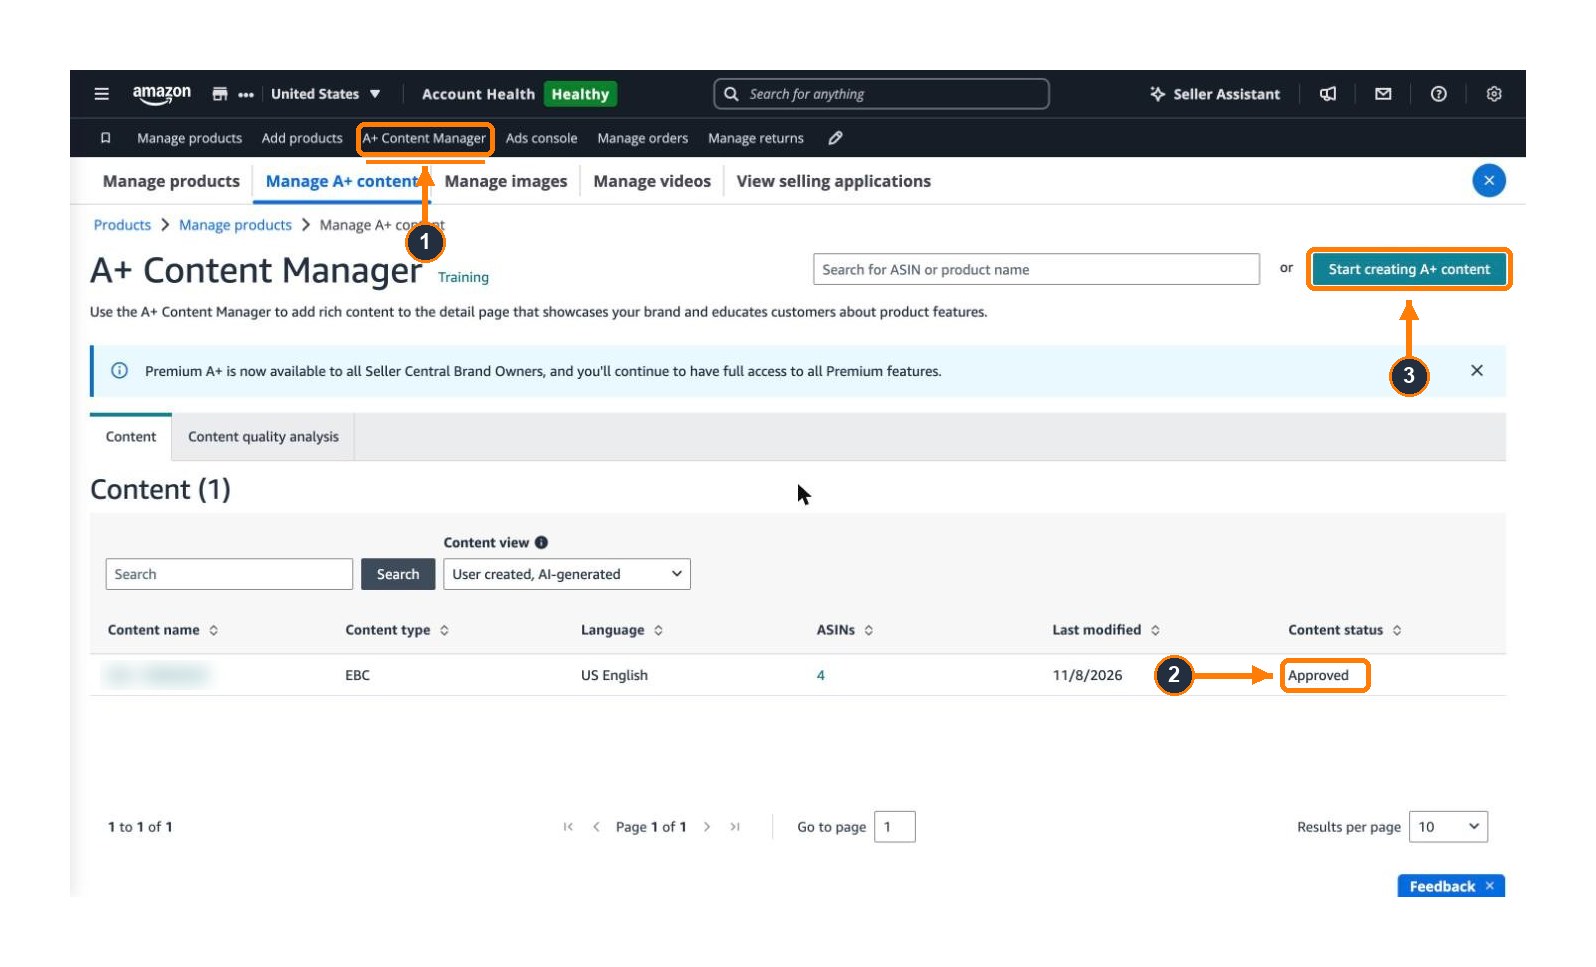 amazon ••• United States Account Health Healthy Search for anything Seller Assistant
Manage products Add products A+ Content Manager Ads console Manage orders Manage returns
Manage products Manage A+ content Manage images Manage videos View selling applications
Products Manage products Manage A+ content
1
A+ Content Manager Training Search for ASIN or product name or Start creating A+ content
Use the A+ Content Manager to add rich content to the detail page that showcases your brand and educates customers about product features.
Premium A+ is now available to all Seller Central Brand Owners, and you'll continue to have full access to all Premium features.
3
Content Content quality analysis
Content (1)
Content view
Search Search User created, AI-generated
Content name Content type Language ASINs Last modified Content status
EBC US English 4 11/8/2026 2 Approved
1 to 1 of 1 Page 1 of 1 Go to page 1 Results per page 10
Feedback